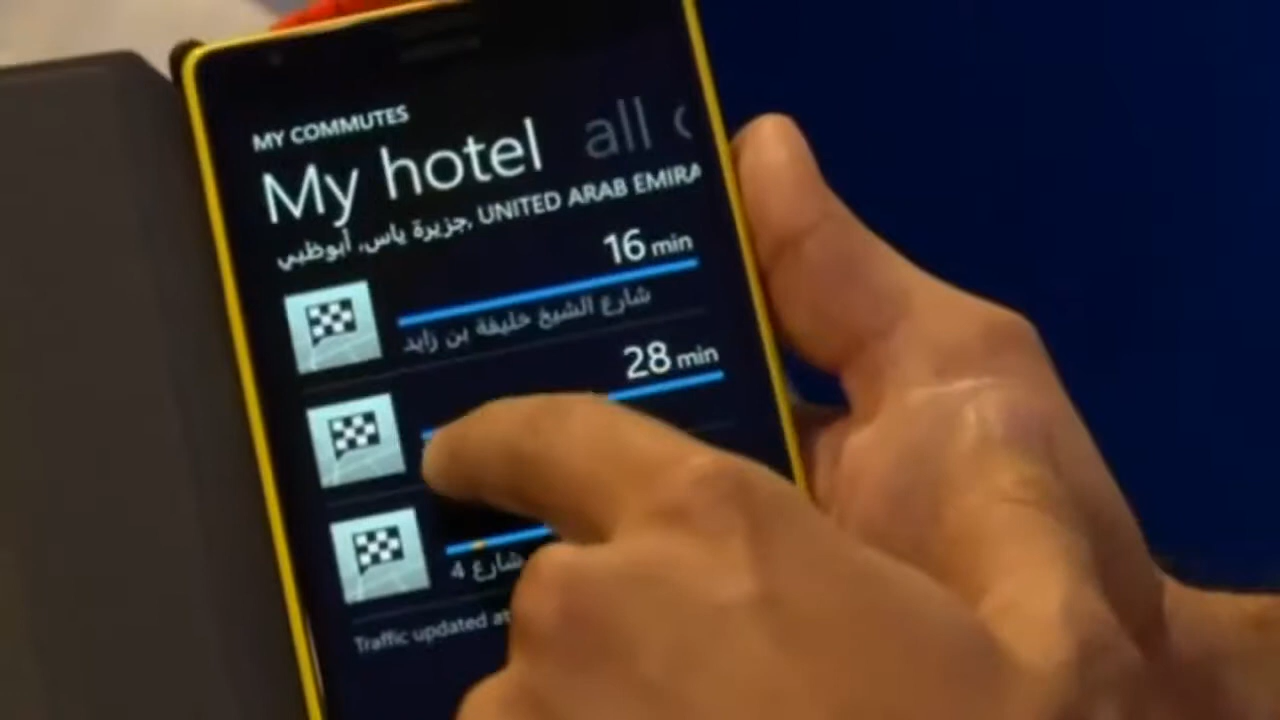 MY COMMUTES
My hotel all
جزيرة ياس, أبوظبي, UNITED ARAB EMIRA
16 min
شارع الشيخ خليفة بن زايد
28 min
شارع 4
Traffic updated at